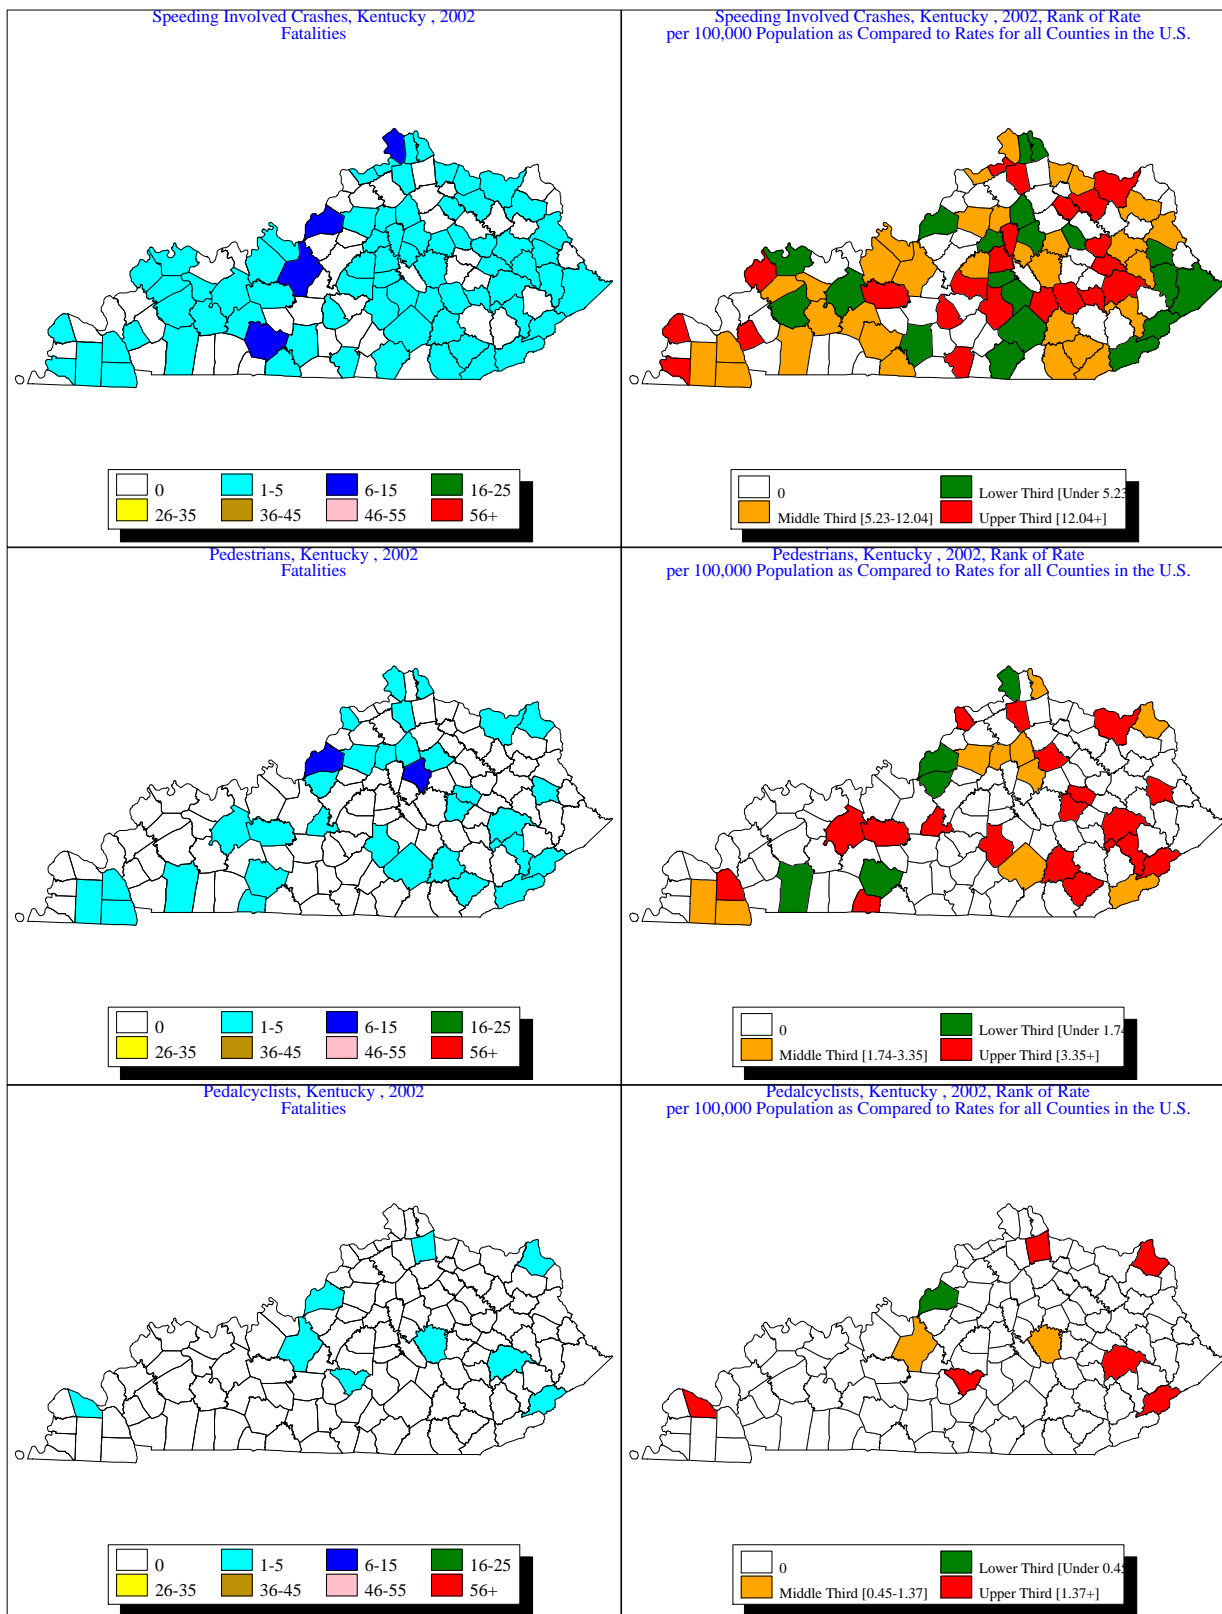 Speeding Involved Crashes, Kentucky , 2002
Fatalities
0
1-5
6-15
16-25
26-35
36-45
46-55
56+
Speeding Involved Crashes, Kentucky , 2002, Rank of Rate
per 100,000 Population as Compared to Rates for all Counties in the U.S.
0
Lower Third [Under 5.23
Middle Third [5.23-12.04]
Upper Third [12.04+]
Pedestrians, Kentucky , 2002
Fatalities
0
1-5
6-15
16-25
26-35
36-45
46-55
56+
Pedestrians, Kentucky , 2002, Rank of Rate
per 100,000 Population as Compared to Rates for all Counties in the U.S.
0
Lower Third [Under 1.74
Middle Third [1.74-3.35]
Upper Third [3.35+]
Pedalcyclists, Kentucky , 2002
Fatalities
0
1-5
6-15
16-25
26-35
36-45
46-55
56+
Pedalcyclists, Kentucky , 2002, Rank of Rate
per 100,000 Population as Compared to Rates for all Counties in the U.S.
0
Lower Third [Under 0.45
Middle Third [0.45-1.37]
Upper Third [1.37+]